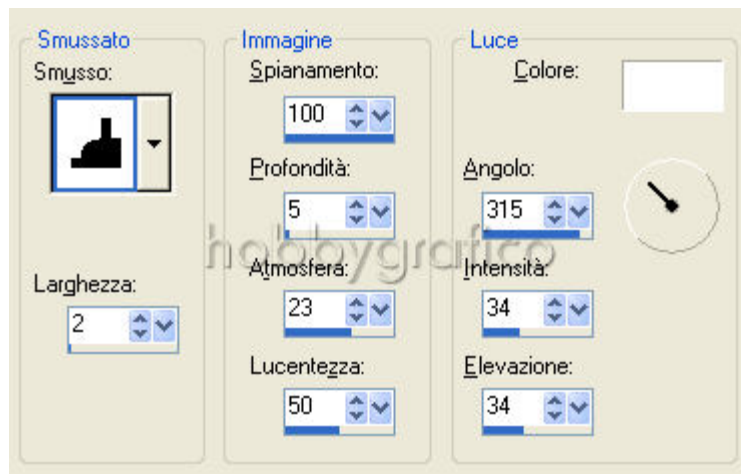 Smussato
Smusso:
Larghezza:
2
Immagine
Spianamento:
100
Profondità:
5
Atmosfera:
23
Lucentezza:
50
Luce
Colore:
Angolo:
315
Intensità:
34
Elevazione:
34
hobbygrafico